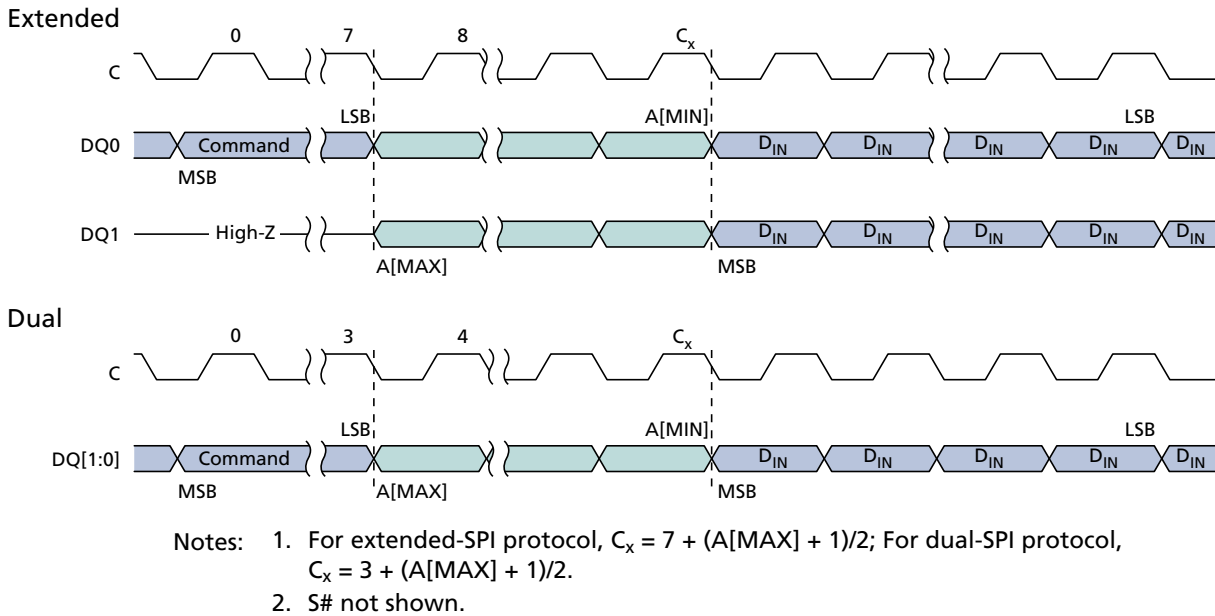 Extended
0 7 8 Cx
C
LSB A[MIN] LSB
DQ0 Command DIN DIN DIN DIN DIN
MSB
DQ1 High-Z DIN DIN DIN DIN DIN
A[MAX] MSB
Dual
0 3 4 Cx
C
LSB A[MIN] LSB
DQ[1:0] Command DIN DIN DIN DIN DIN
MSB A[MAX] MSB
Notes: 1. For extended-SPI protocol, Cx = 7 + (A[MAX] + 1)/2; For dual-SPI protocol,
Cx = 3 + (A[MAX] + 1)/2.
2. S# not shown.